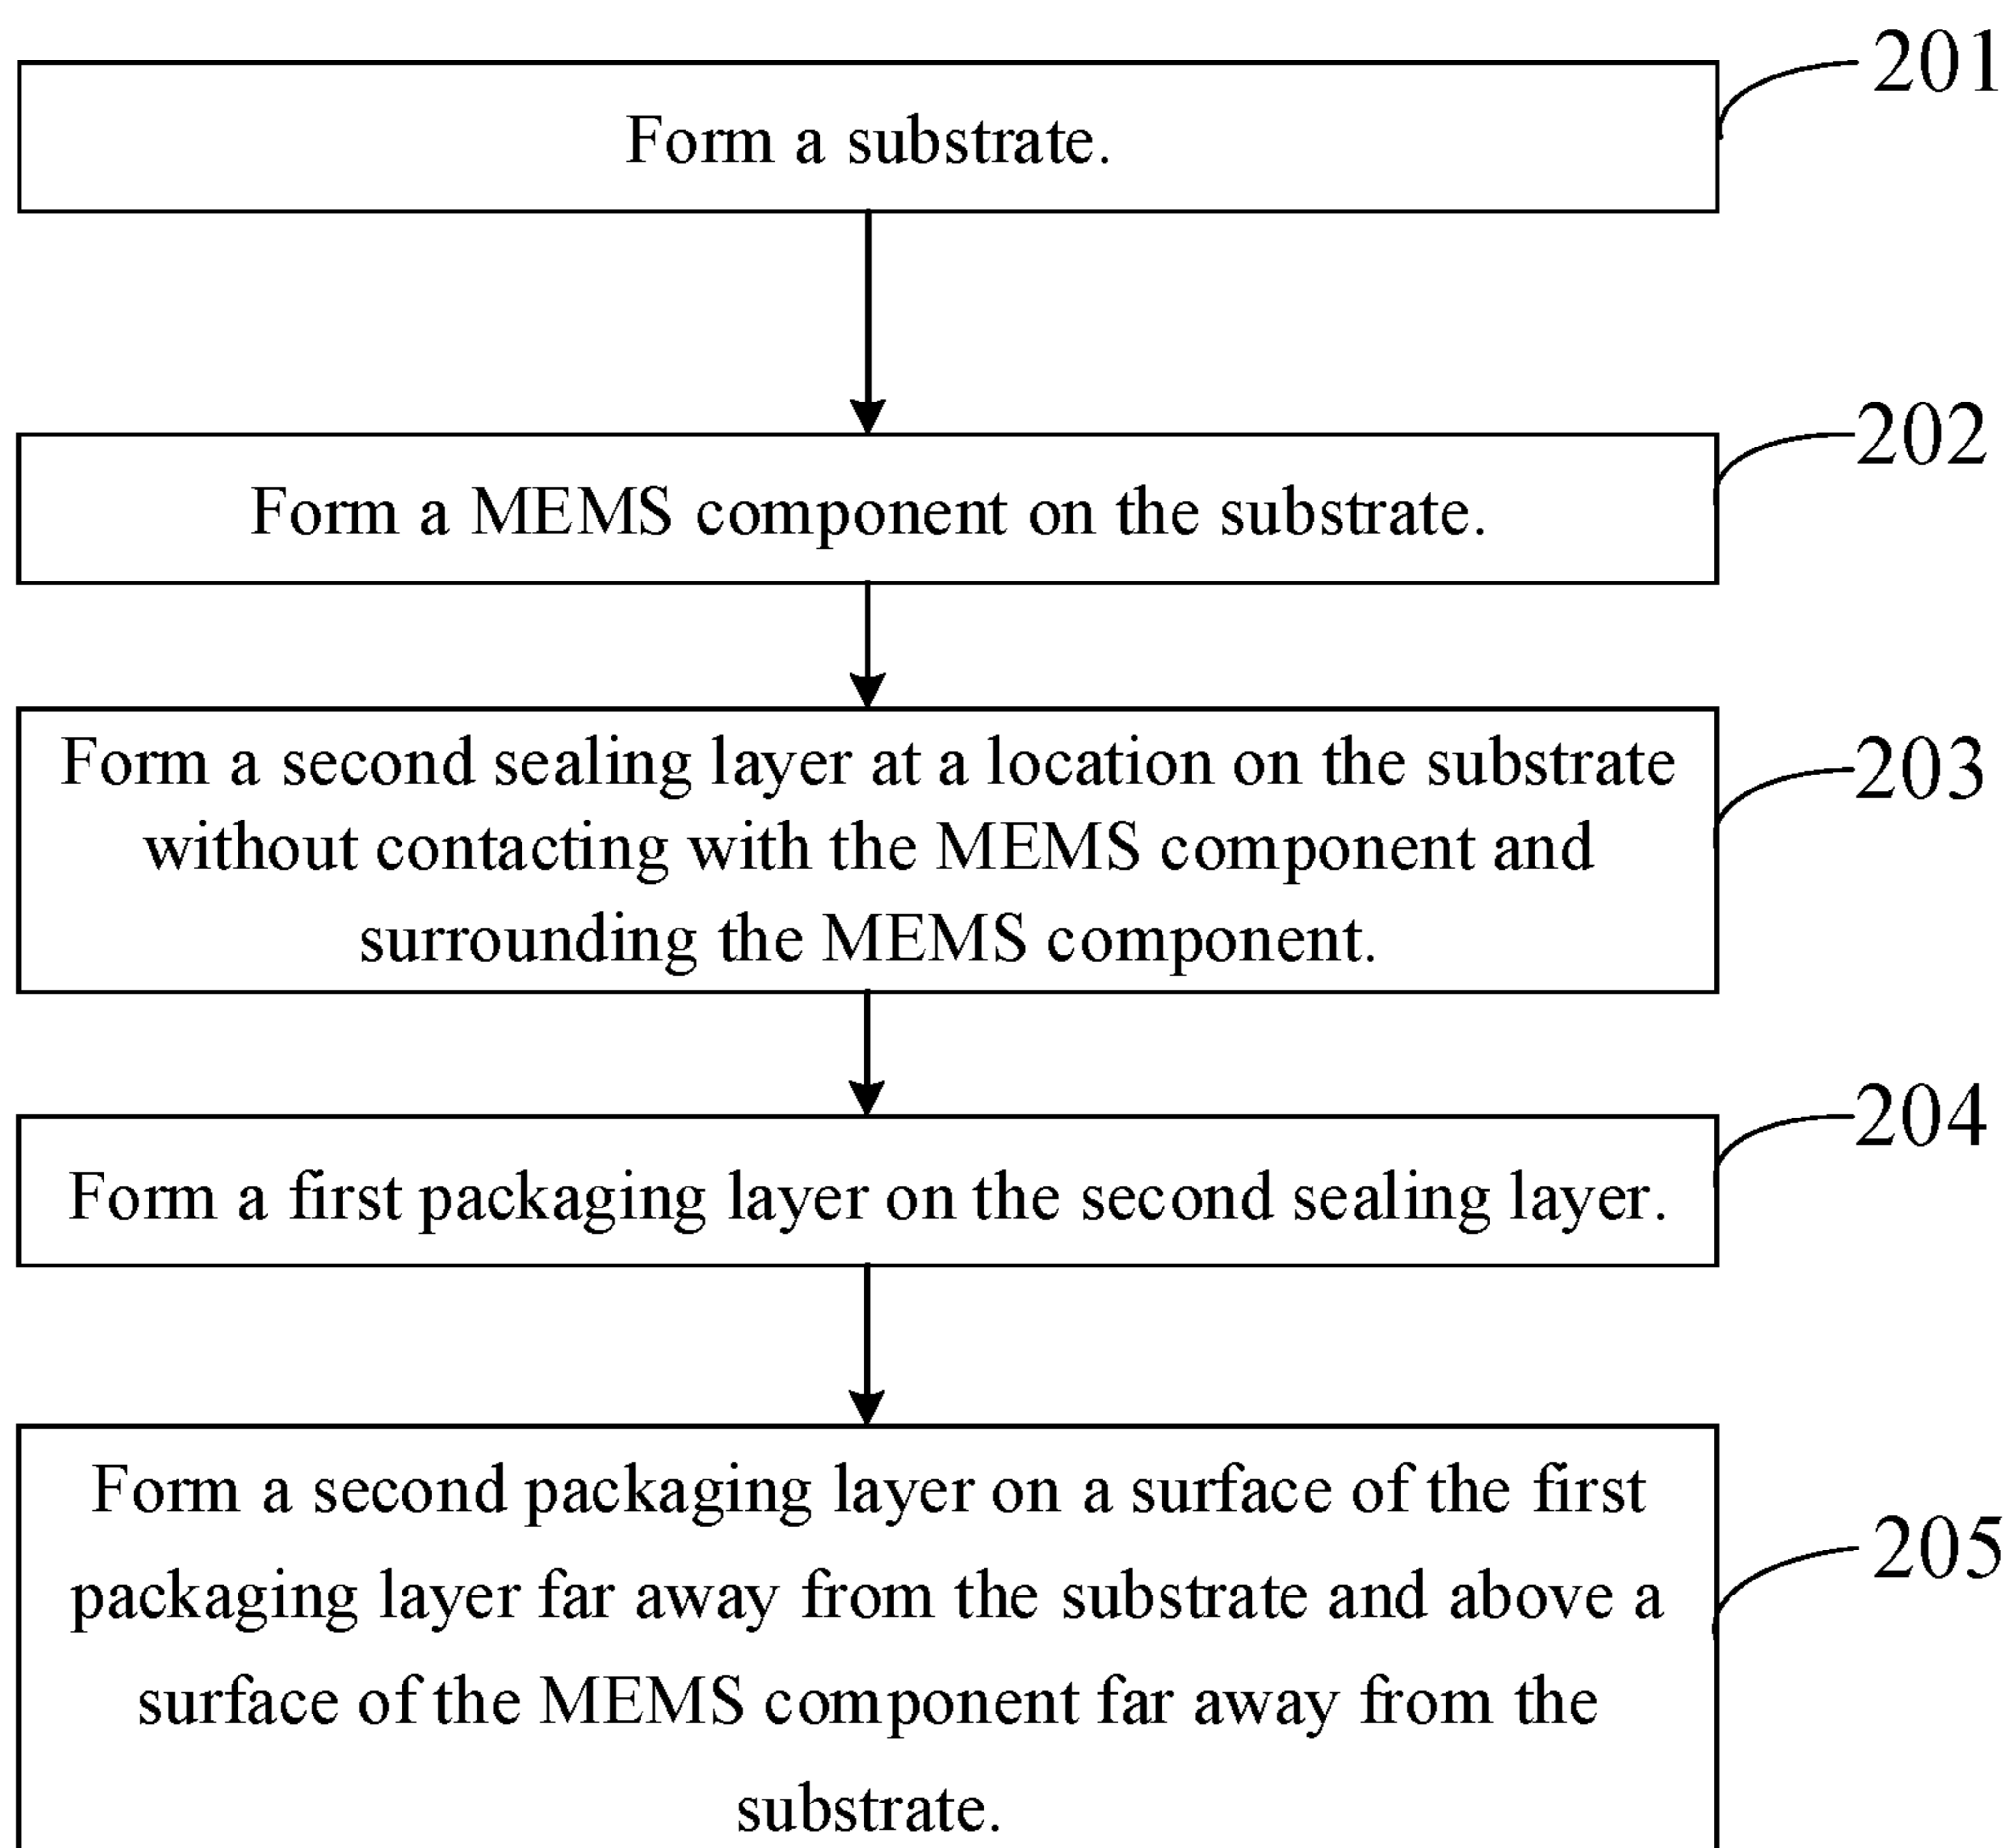 201
Form a substrate.
202
Form a MEMS component on the substrate.
203
Form a second sealing layer at a location on the substrate
without contacting with the MEMS component and
surrounding the MEMS component.
204
Form a first packaging layer on the second sealing layer.
205
Form a second packaging layer on a surface of the first
packaging layer far away from the substrate and above a
surface of the MEMS component far away from the
substrate.